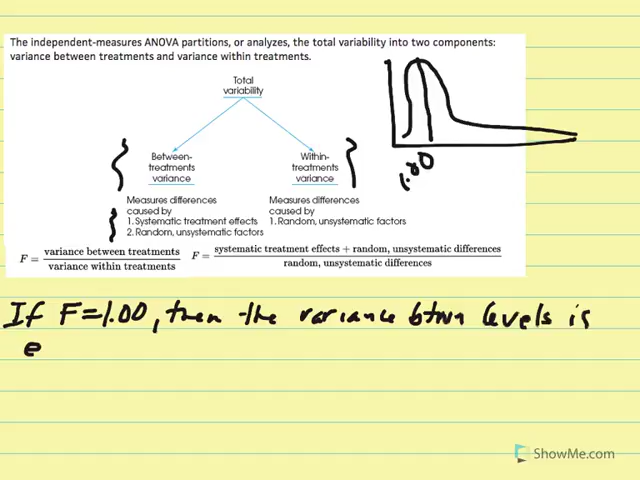 The independent-measures ANOVA partitions, or analyzes, the total variability into two components:
variance between treatments and variance within treatments.
Total
variability
Between-
treatments
variance
Within-
treatments
variance
Measures differences
caused by
1. Systematic treatment effects
2. Random, unsystematic factors
Measures differences
caused by
1. Random, unsystematic factors
F = variance between treatments / variance within treatments
F = systematic treatment effects + random, unsystematic differences / random, unsystematic differences
1.00
If F=1.00, then the variance btwn levels is
e
ShowMe.com